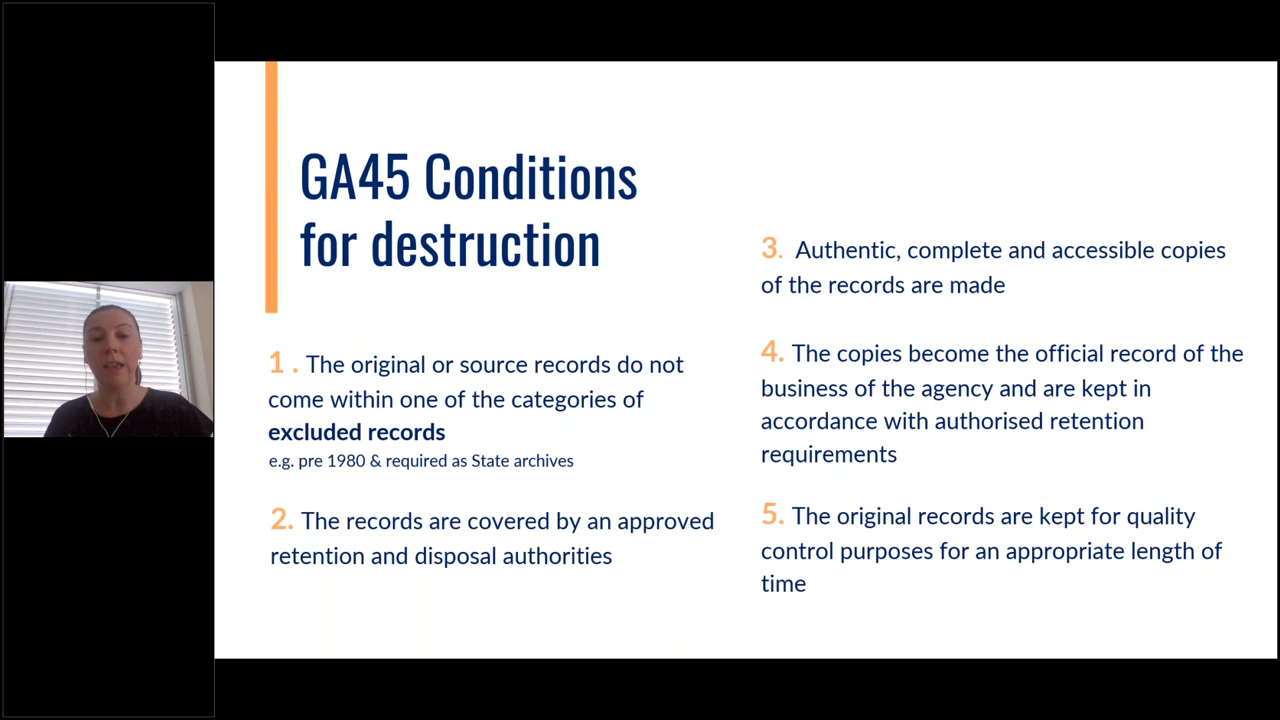 GA45 Conditions
for destruction
1 . The original or source records do not
come within one of the categories of
excluded records
e.g. pre 1980 & required as State archives
2. The records are covered by an approved
retention and disposal authorities
3. Authentic, complete and accessible copies
of the records are made
4. The copies become the official record of the
business of the agency and are kept in
accordance with authorised retention
requirements
5. The original records are kept for quality
control purposes for an appropriate length of
time